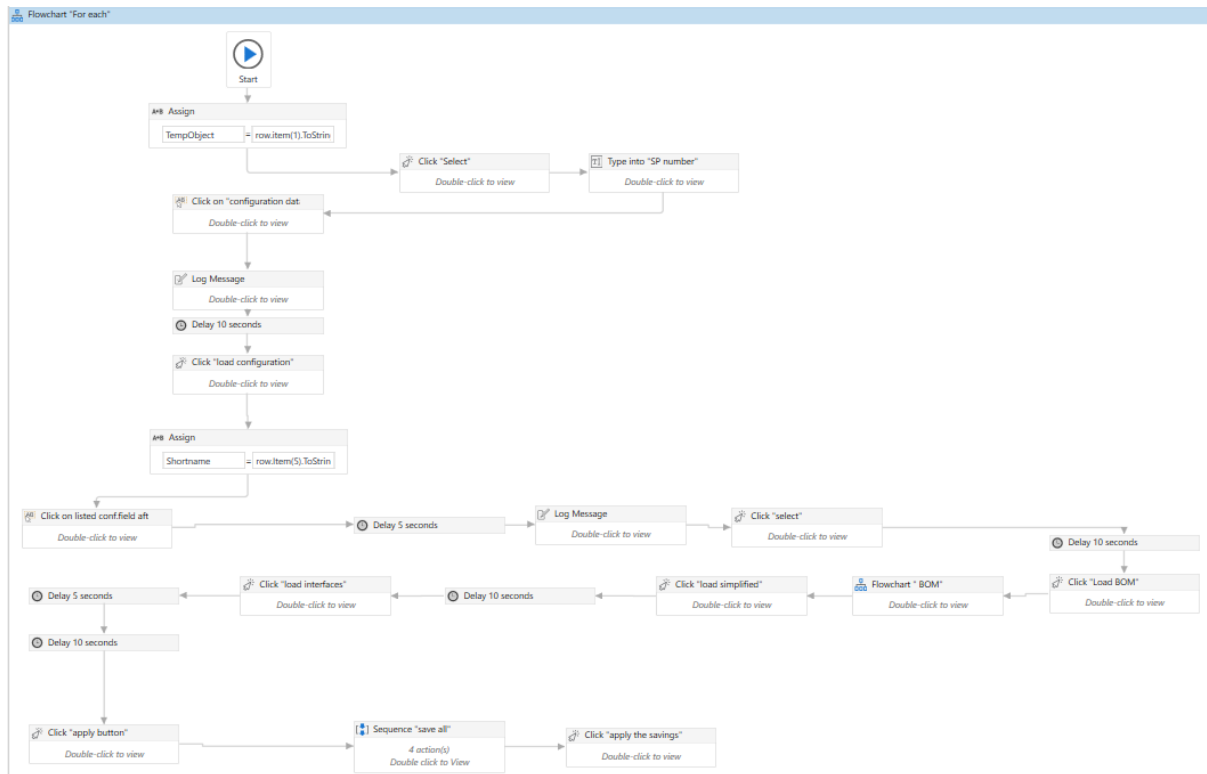 Flowchart "For each"
Start
A+B Assign
TempObject = row.item(1).ToStrin
Click "Select"
Double-click to view
Type into "SP number"
Double-click to view
Click on "configuration dat
Double-click to view
Log Message
Double-click to view
Delay 10 seconds
Click "load configuration"
Double-click to view
A+B Assign
Shortname = row.Item(5).ToStrin
Click on listed conf.field aft
Double-click to view
Delay 5 seconds
Log Message
Double-click to view
Click "select"
Double-click to view
Delay 10 seconds
Click "Load BOM"
Double-click to view
Flowchart " BOM"
Double-click to view
Click "load simplified"
Double-click to view
Delay 10 seconds
Click "load interfaces"
Double-click to view
Delay 5 seconds
Delay 10 seconds
Click "apply button"
Double-click to view
Sequence "save all"
4 action(s)
Double click to View
Click "apply the savings"
Double-click to view